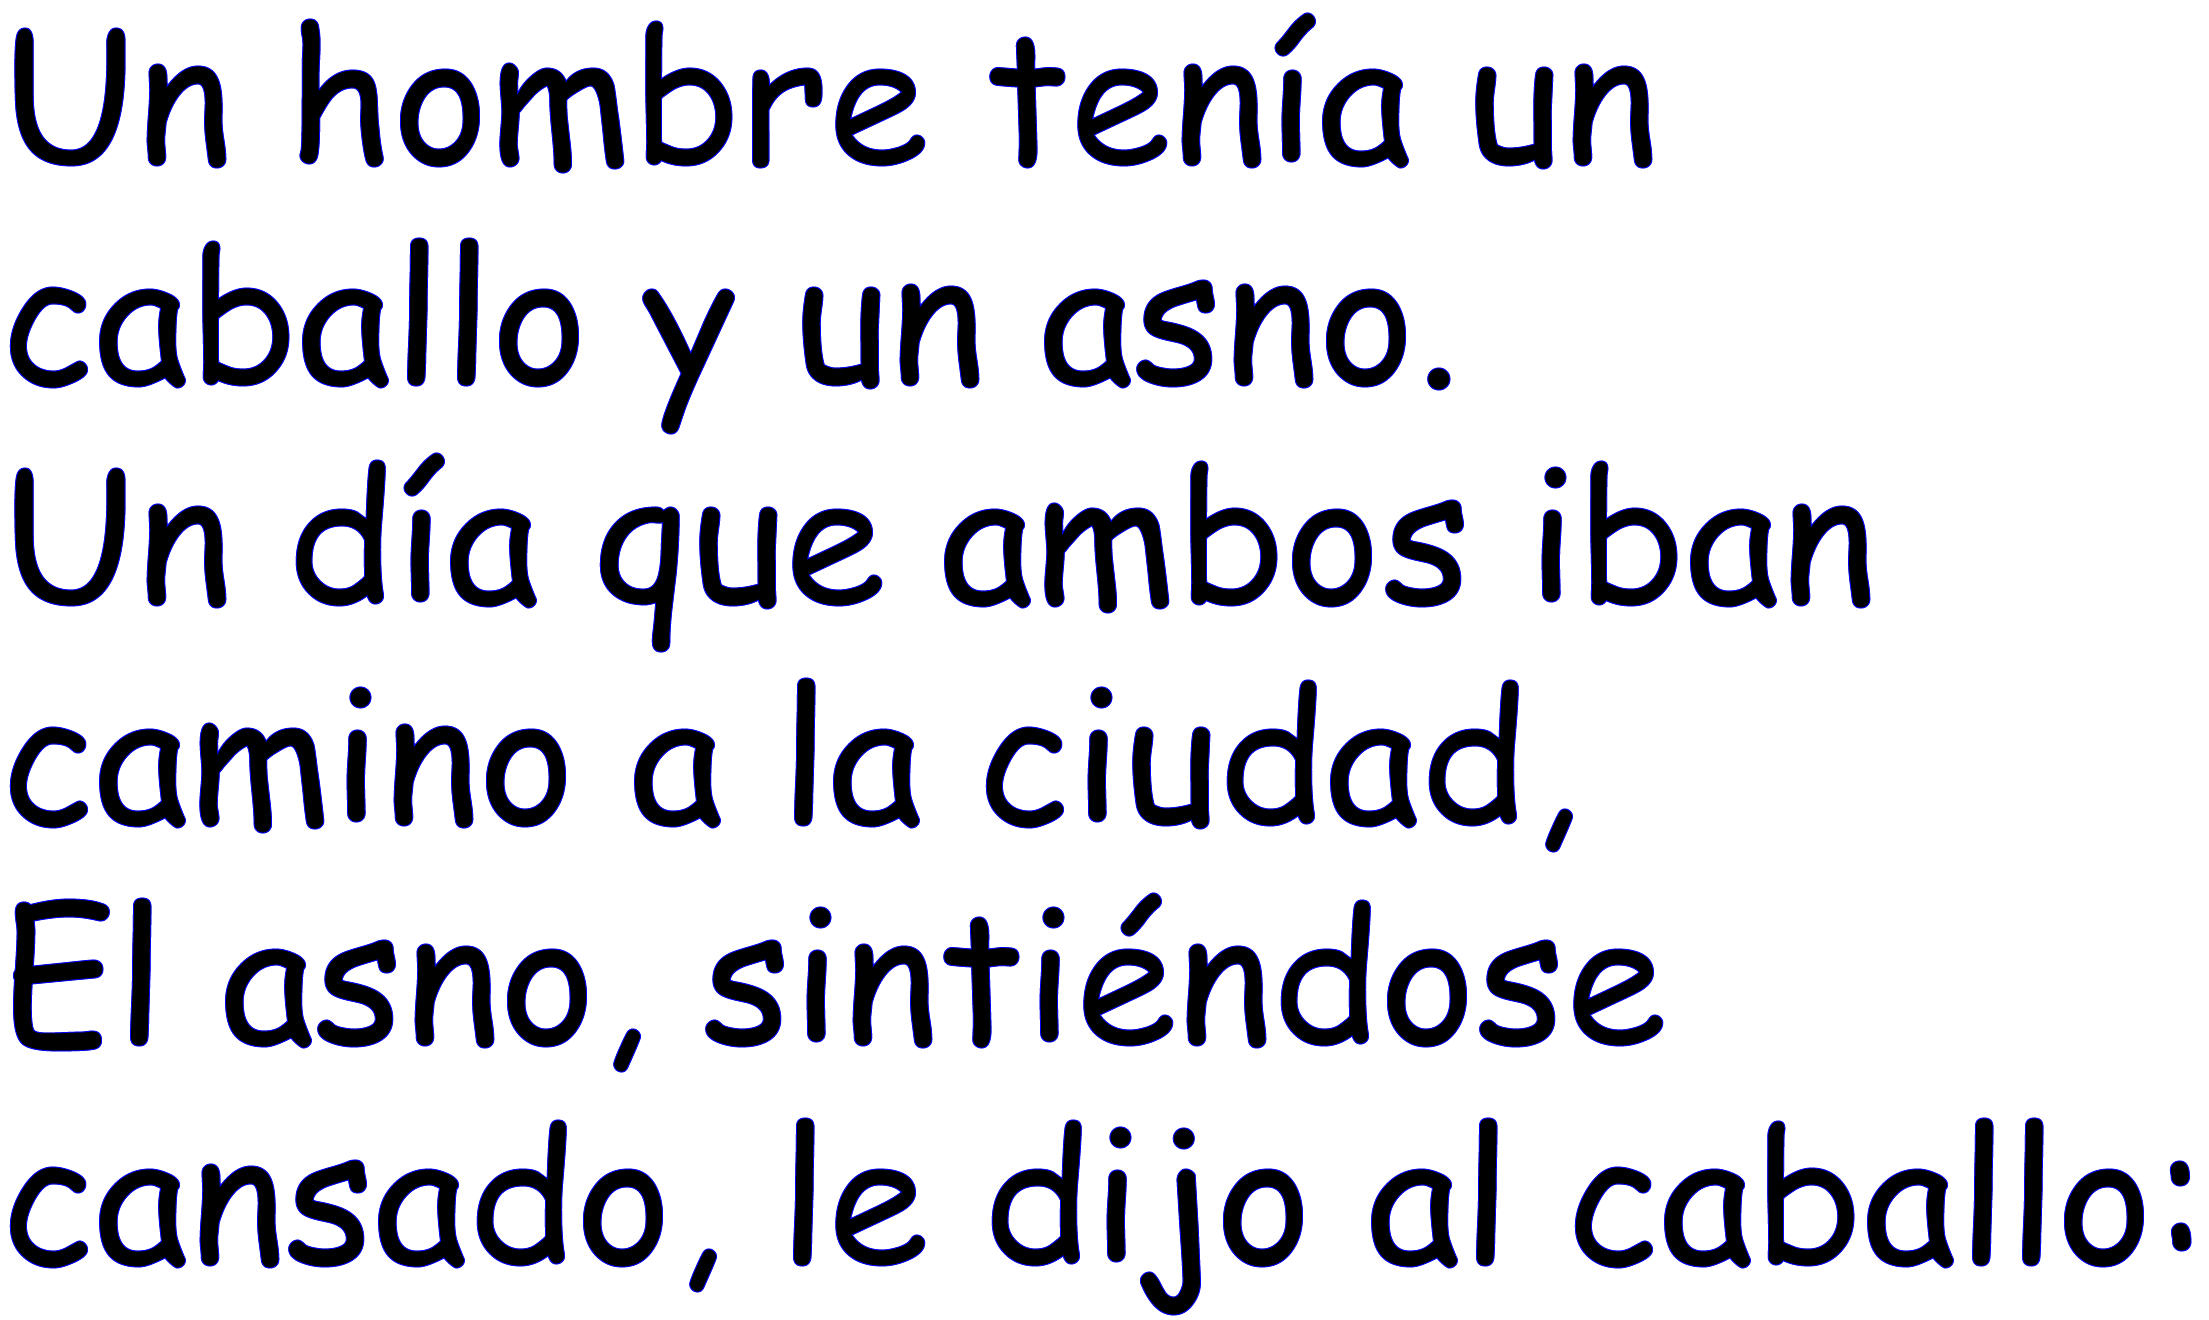 Un hombre tenía un
caballo y un asno.
Un día que ambos iban
camino a la ciudad,
El asno, sintiéndose
cansado, le dijo al caballo: